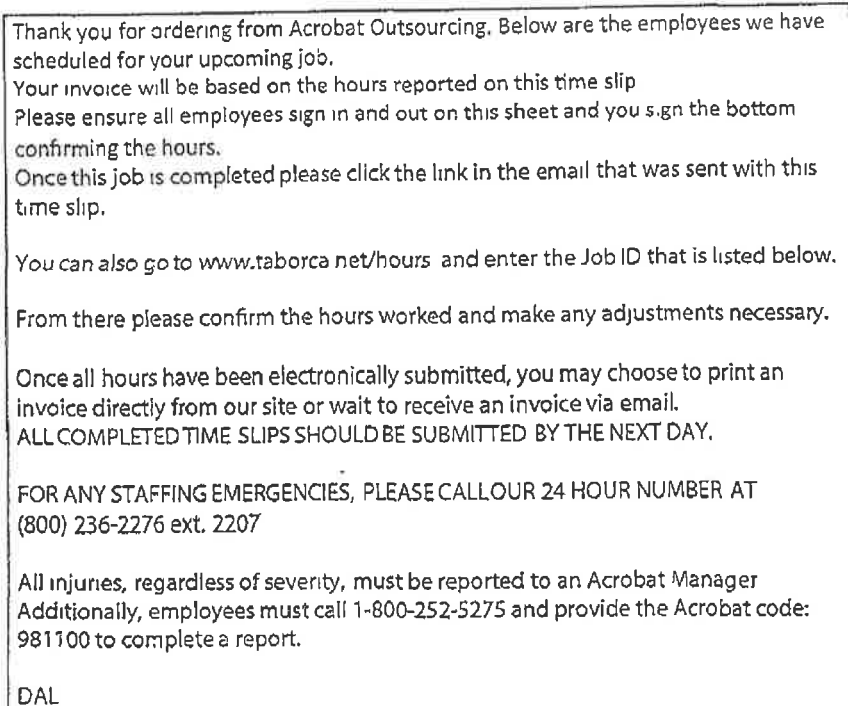 Thank you for ordering from Acrobat Outsourcing. Below are the employees we have
scheduled for your upcoming job.
Your invoice will be based on the hours reported on this time slip
Please ensure all employees sign in and out on this sheet and you sign the bottom
confirming the hours.
Once this job is completed please click the link in the email that was sent with this
time slip.
You can also go to www.taborca net/hours and enter the Job ID that is listed below.
From there please confirm the hours worked and make any adjustments necessary.
Once all hours have been electronically submitted, you may choose to print an
invoice directly from our site or wait to receive an invoice via email.
ALL COMPLETED TIME SLIPS SHOULD BE SUBMITTED BY THE NEXT DAY.
FOR ANY STAFFING EMERGENCIES, PLEASE CALL OUR 24 HOUR NUMBER AT
(800) 236-2276 ext. 2207
All injuries, regardless of severity, must be reported to an Acrobat Manager
Additionally, employees must call 1-800-252-5275 and provide the Acrobat code:
981100 to complete a report.
DAL